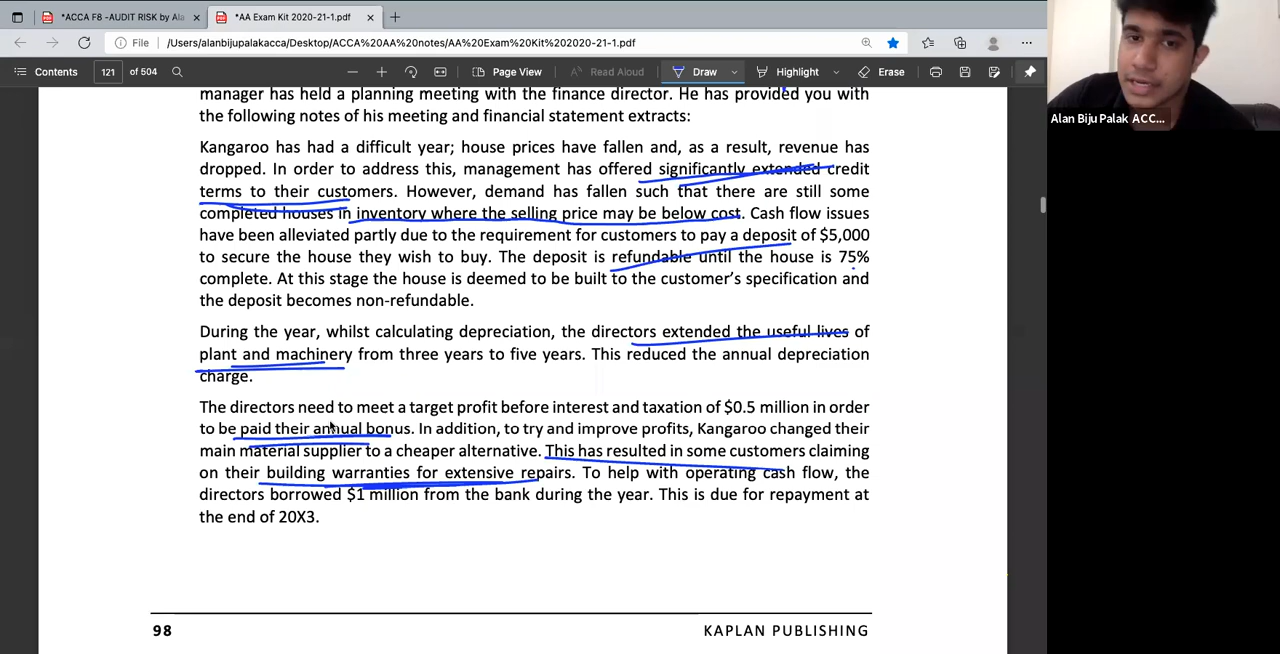 *ACCA F8 -AUDIT RISK by Ala
*AA Exam Kit 2020-21-1.pdf
File
/Users/alanbijupalakacca/Desktop/ACCA%20AA%20notes/AA%20Exam%20Kit%202020-21-1.pdf
Contents
121 of 504
Page View
Read Aloud
Draw
Highlight
Erase
Alan Biju Palak ACC...
manager has held a planning meeting with the finance director. He has provided you with
the following notes of his meeting and financial statement extracts:
Kangaroo has had a difficult year; house prices have fallen and, as a result, revenue has
dropped. In order to address this, management has offered significantly extended credit
terms to their customers. However, demand has fallen such that there are still some
completed houses in inventory where the selling price may be below cost. Cash flow issues
have been alleviated partly due to the requirement for customers to pay a deposit of $5,000
to secure the house they wish to buy. The deposit is refundable until the house is 75%
complete. At this stage the house is deemed to be built to the customer's specification and
the deposit becomes non-refundable.
During the year, whilst calculating depreciation, the directors extended the useful lives of
plant and machinery from three years to five years. This reduced the annual depreciation
charge.
The directors need to meet a target profit before interest and taxation of $0.5 million in order
to be paid their annual bonus. In addition, to try and improve profits, Kangaroo changed their
main material supplier to a cheaper alternative. This has resulted in some customers claiming
on their building warranties for extensive repairs. To help with operating cash flow, the
directors borrowed $1 million from the bank during the year. This is due for repayment at
the end of 20X3.
98
KAPLAN PUBLISHING